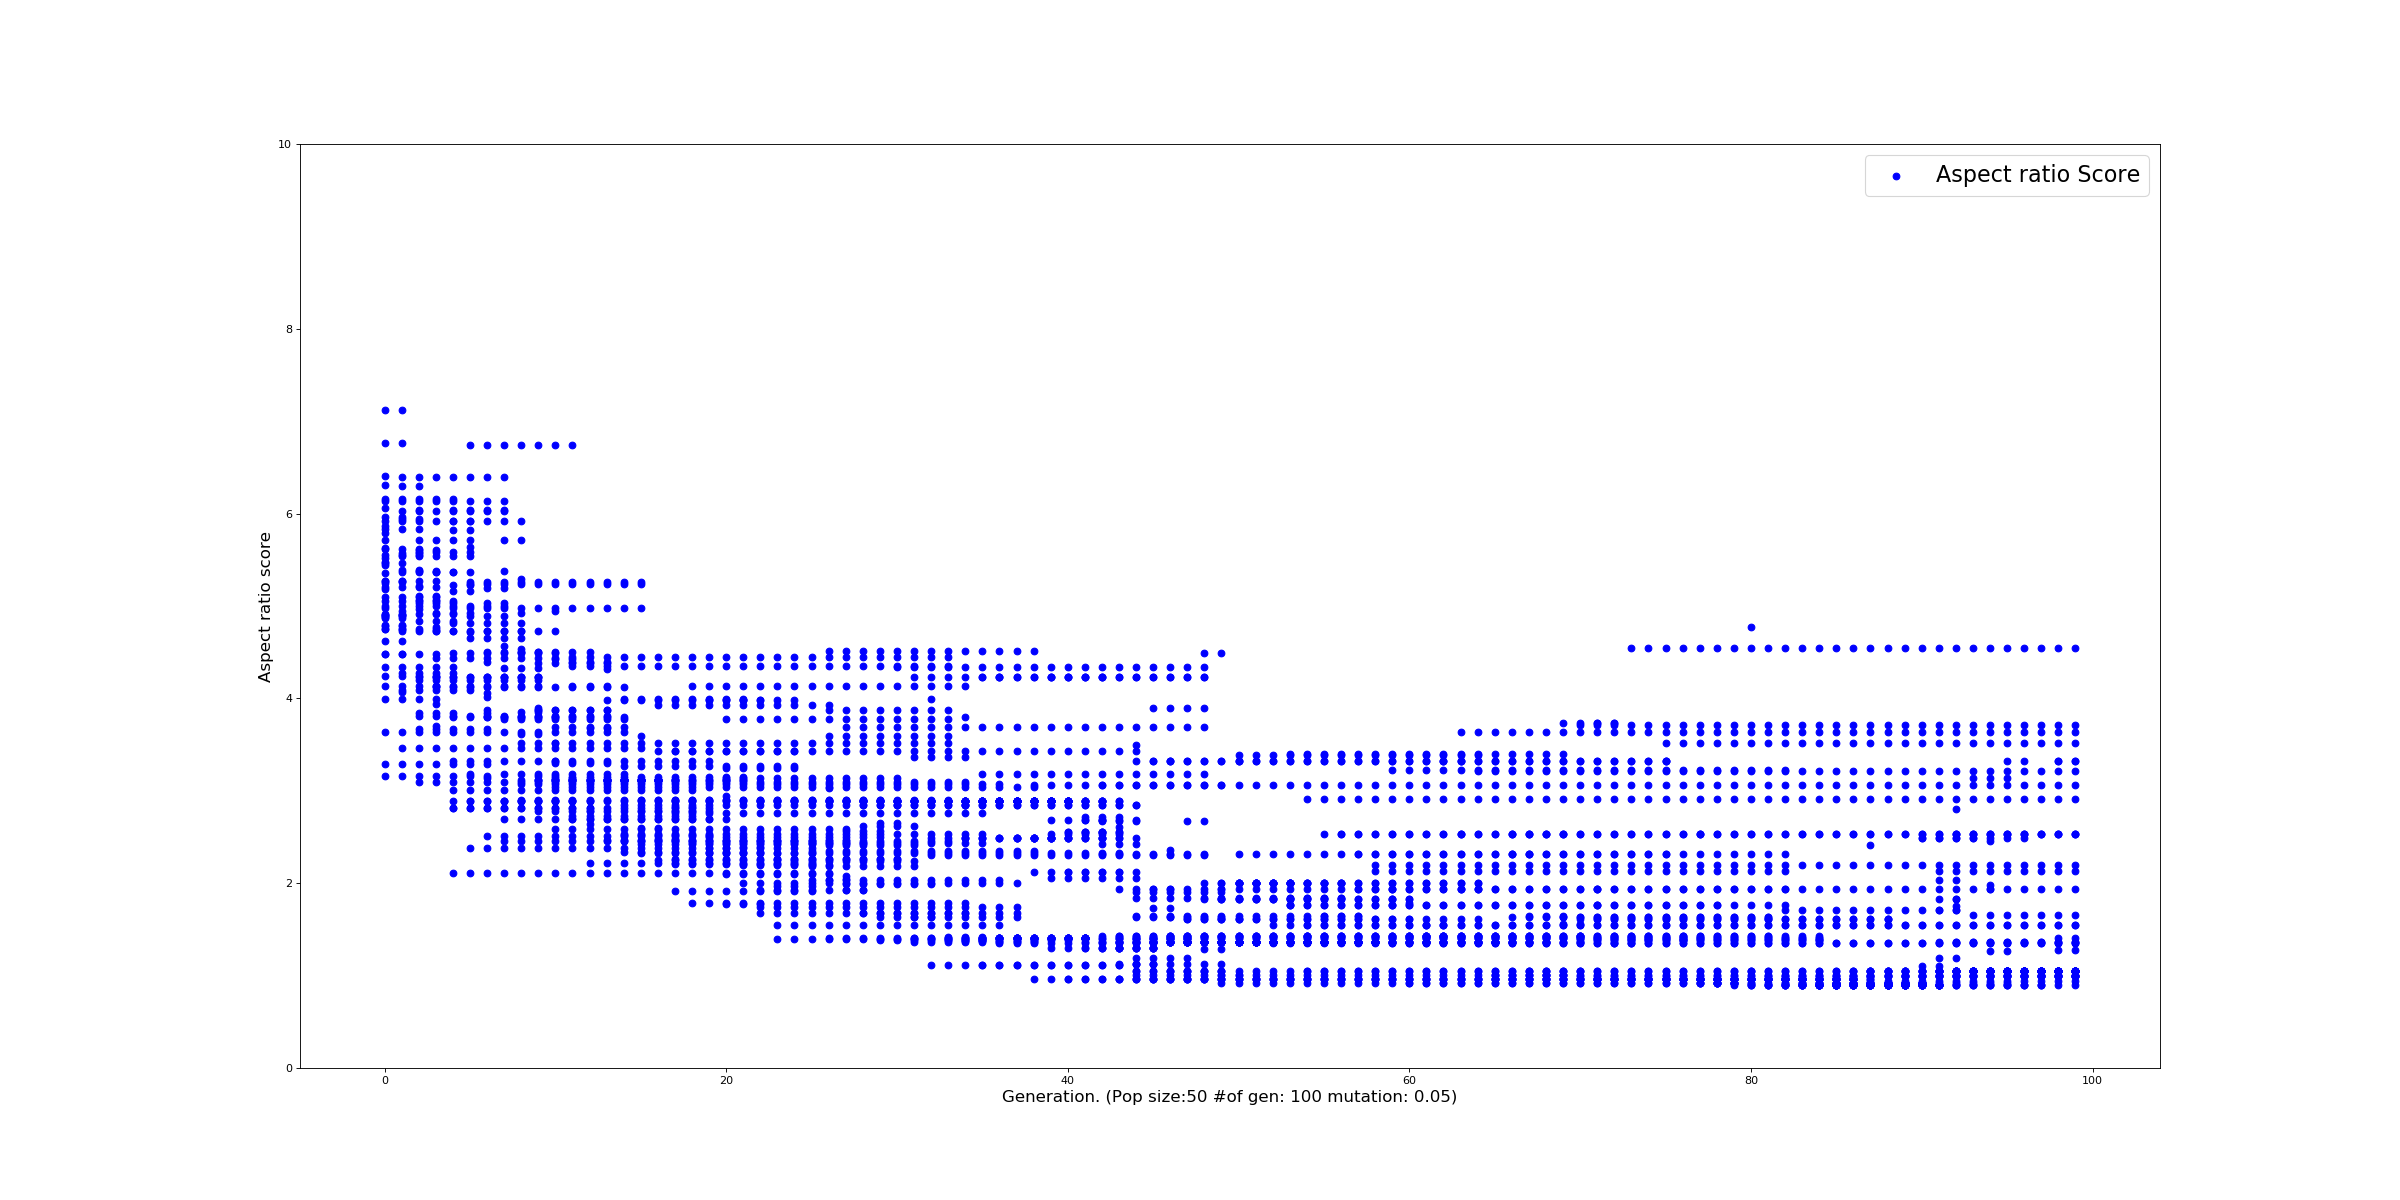 10
Aspect ratio Score
8
6
Aspect ratio score
4
2
0
0 20 40 60 80 100
Generation. (Pop size:50 #of gen: 100 mutation: 0.05)